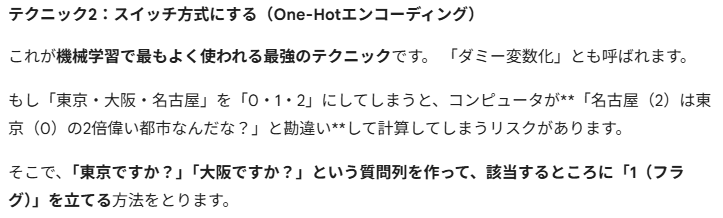 テクニック2：スイッチ方式にする（One-Hotエンコーディング）
これが機械学習で最もよく使われる最強のテクニックです。 「ダミー変数化」とも呼ばれます。
もし「東京・大阪・名古屋」を「0・1・2」にしてしまうと、コンピュータが**「名古屋（2）は東
京（0）の2倍偉い都市なんだな？」と勘違い**して計算してしまうリスクがあります。
そこで、「東京ですか？」「大阪ですか？」という質問列を作って、該当するところに「1（フラ
グ）」を立てる方法をとります。